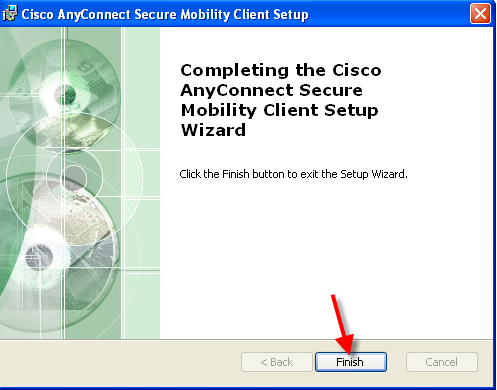 Cisco AnyConnect Secure Mobility Client Setup
Completing the Cisco
AnyConnect Secure
Mobility Client Setup
Wizard
Click the Finish button to exit the Setup Wizard.
< Back
Finish
Cancel